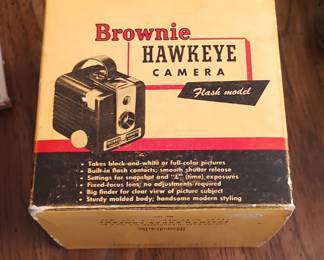 Brownie
HAWKEYE
CAMERA
Flash model
• Takes black-and-white or full-color pictures
• Built-in flash contacts; smooth shutter release
• Settings for snapshot and "L" (time) exposures
• Fixed-focus lens; no adjustments required
• Big finder for clear view of picture subject
• Sturdy molded body; handsome modern styling